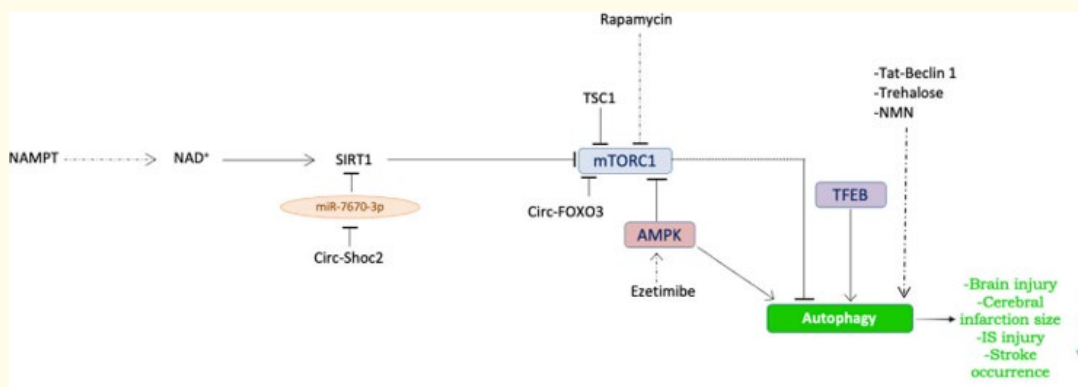 Rapamycin
-Tat-Beclin 1
-Trehalose
-NMN
TSC1
NAMPT
NAD⁺
SIRT1
mTORC1
miR-7670-3p
Circ-FOXO3
TFEB
AMPK
Circ-Shoc2
Ezetimibe
Autophagy
-Brain injury
-Cerebral
infarction size
-IS injury
-Stroke
occurrence